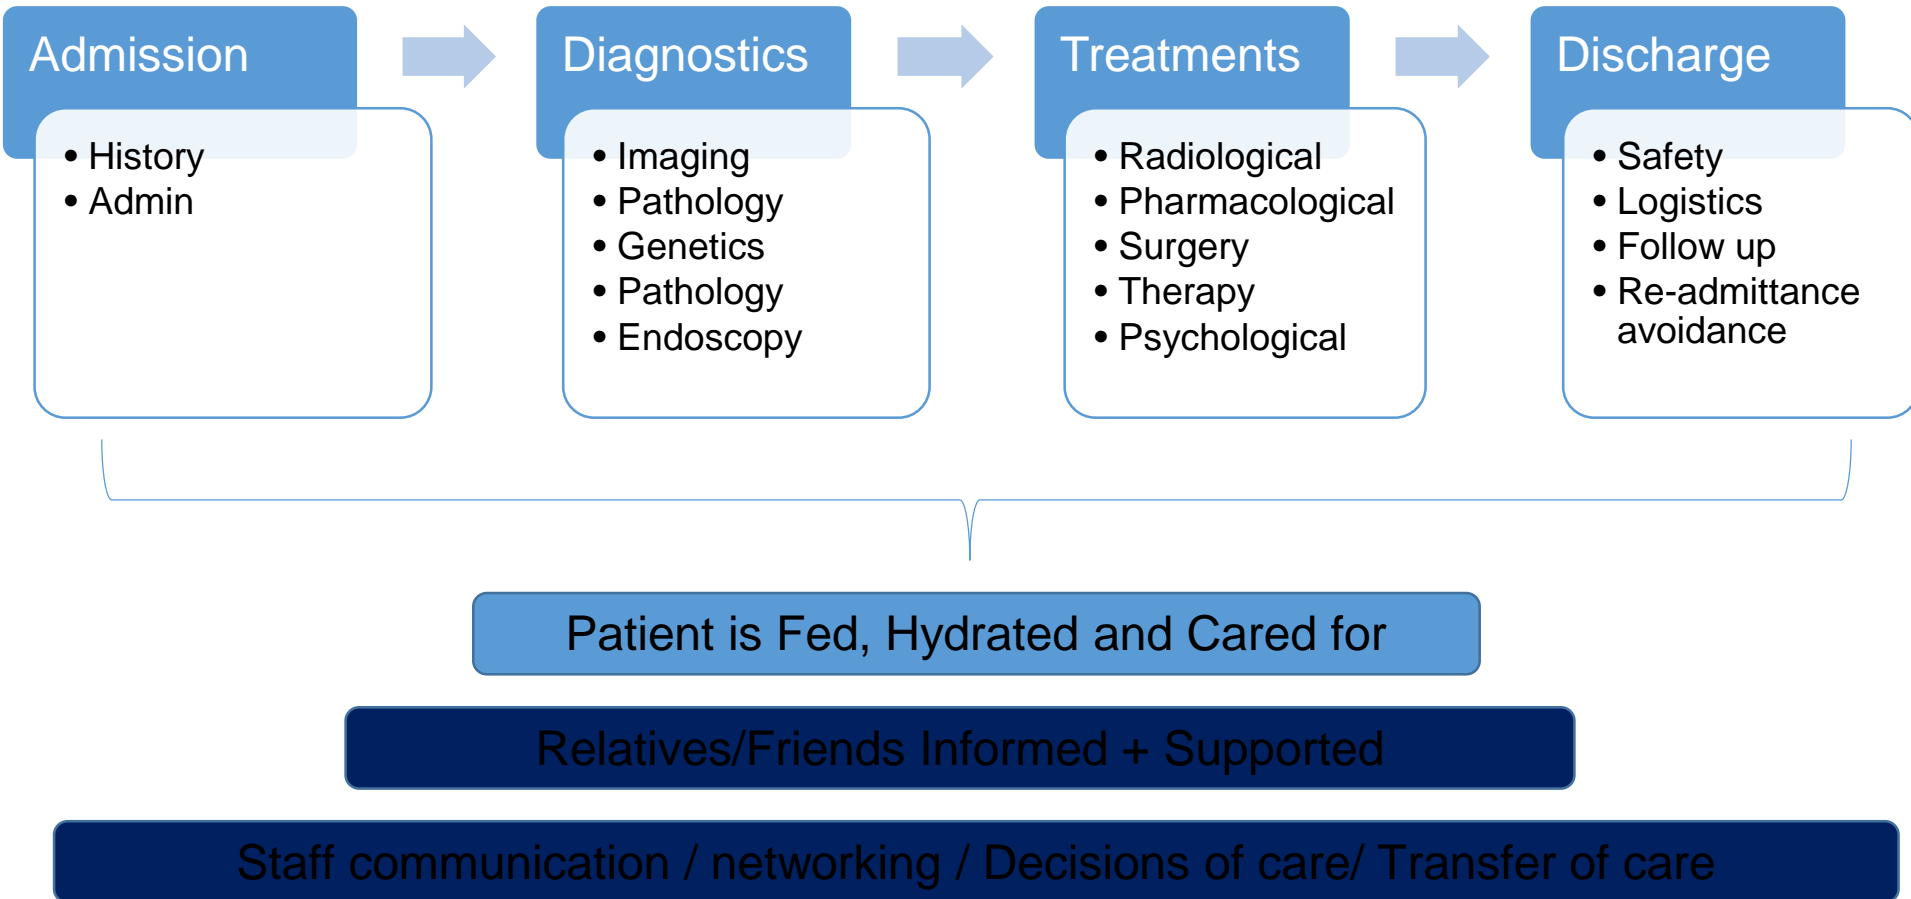 Admission
• History
• Admin
Diagnostics
• Imaging
• Pathology
• Genetics
• Pathology
• Endoscopy
Treatments
• Radiological
• Pharmacological
• Surgery
• Therapy
• Psychological
Discharge
• Safety
• Logistics
• Follow up
• Re-admittance
avoidance
Patient is Fed, Hydrated and Cared for
Relatives/Friends Informed + Supported
Staff communication / networking / Decisions of care/ Transfer of care